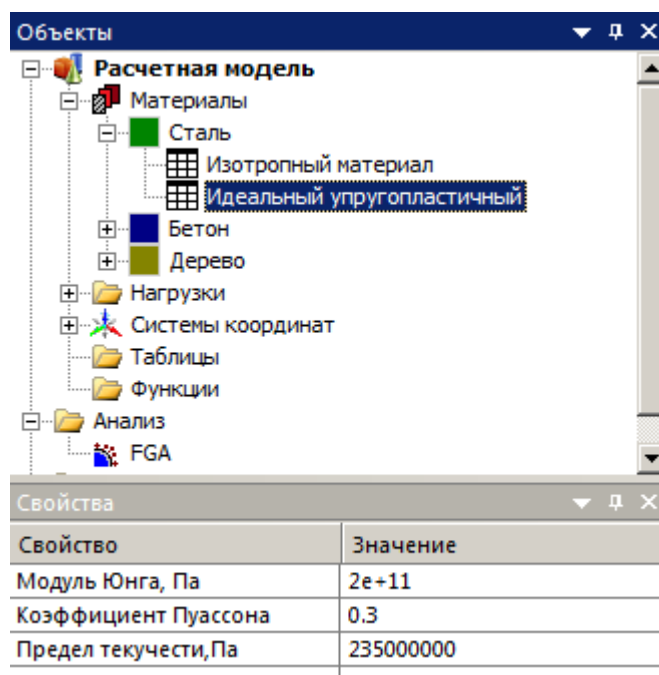 Объекты
Расчетная модель
Материалы
Сталь
Изотропный материал
Идеальный упругопластичный
Бетон
Дерево
Нагрузки
Системы координат
Таблицы
Функции
Анализ
FGA
Свойства
Свойство Значение
Модуль Юнга, Па 2e+11
Коэффициент Пуассона 0.3
Предел текучести,Па 235000000